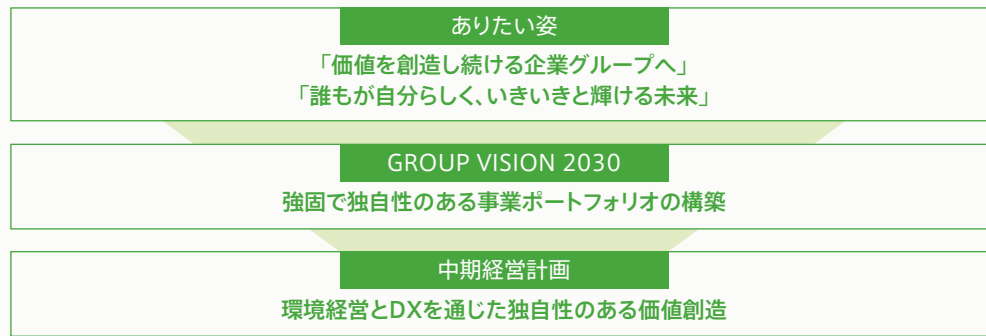 ありたい姿
「価値を創造し続ける企業グループへ」
「誰もが自分らしく、いきいきと輝ける未来」
GROUP VISION 2030
強固で独自性のある事業ポートフォリオの構築
中期経営計画
環境経営とDXを通じた独自性のある価値創造